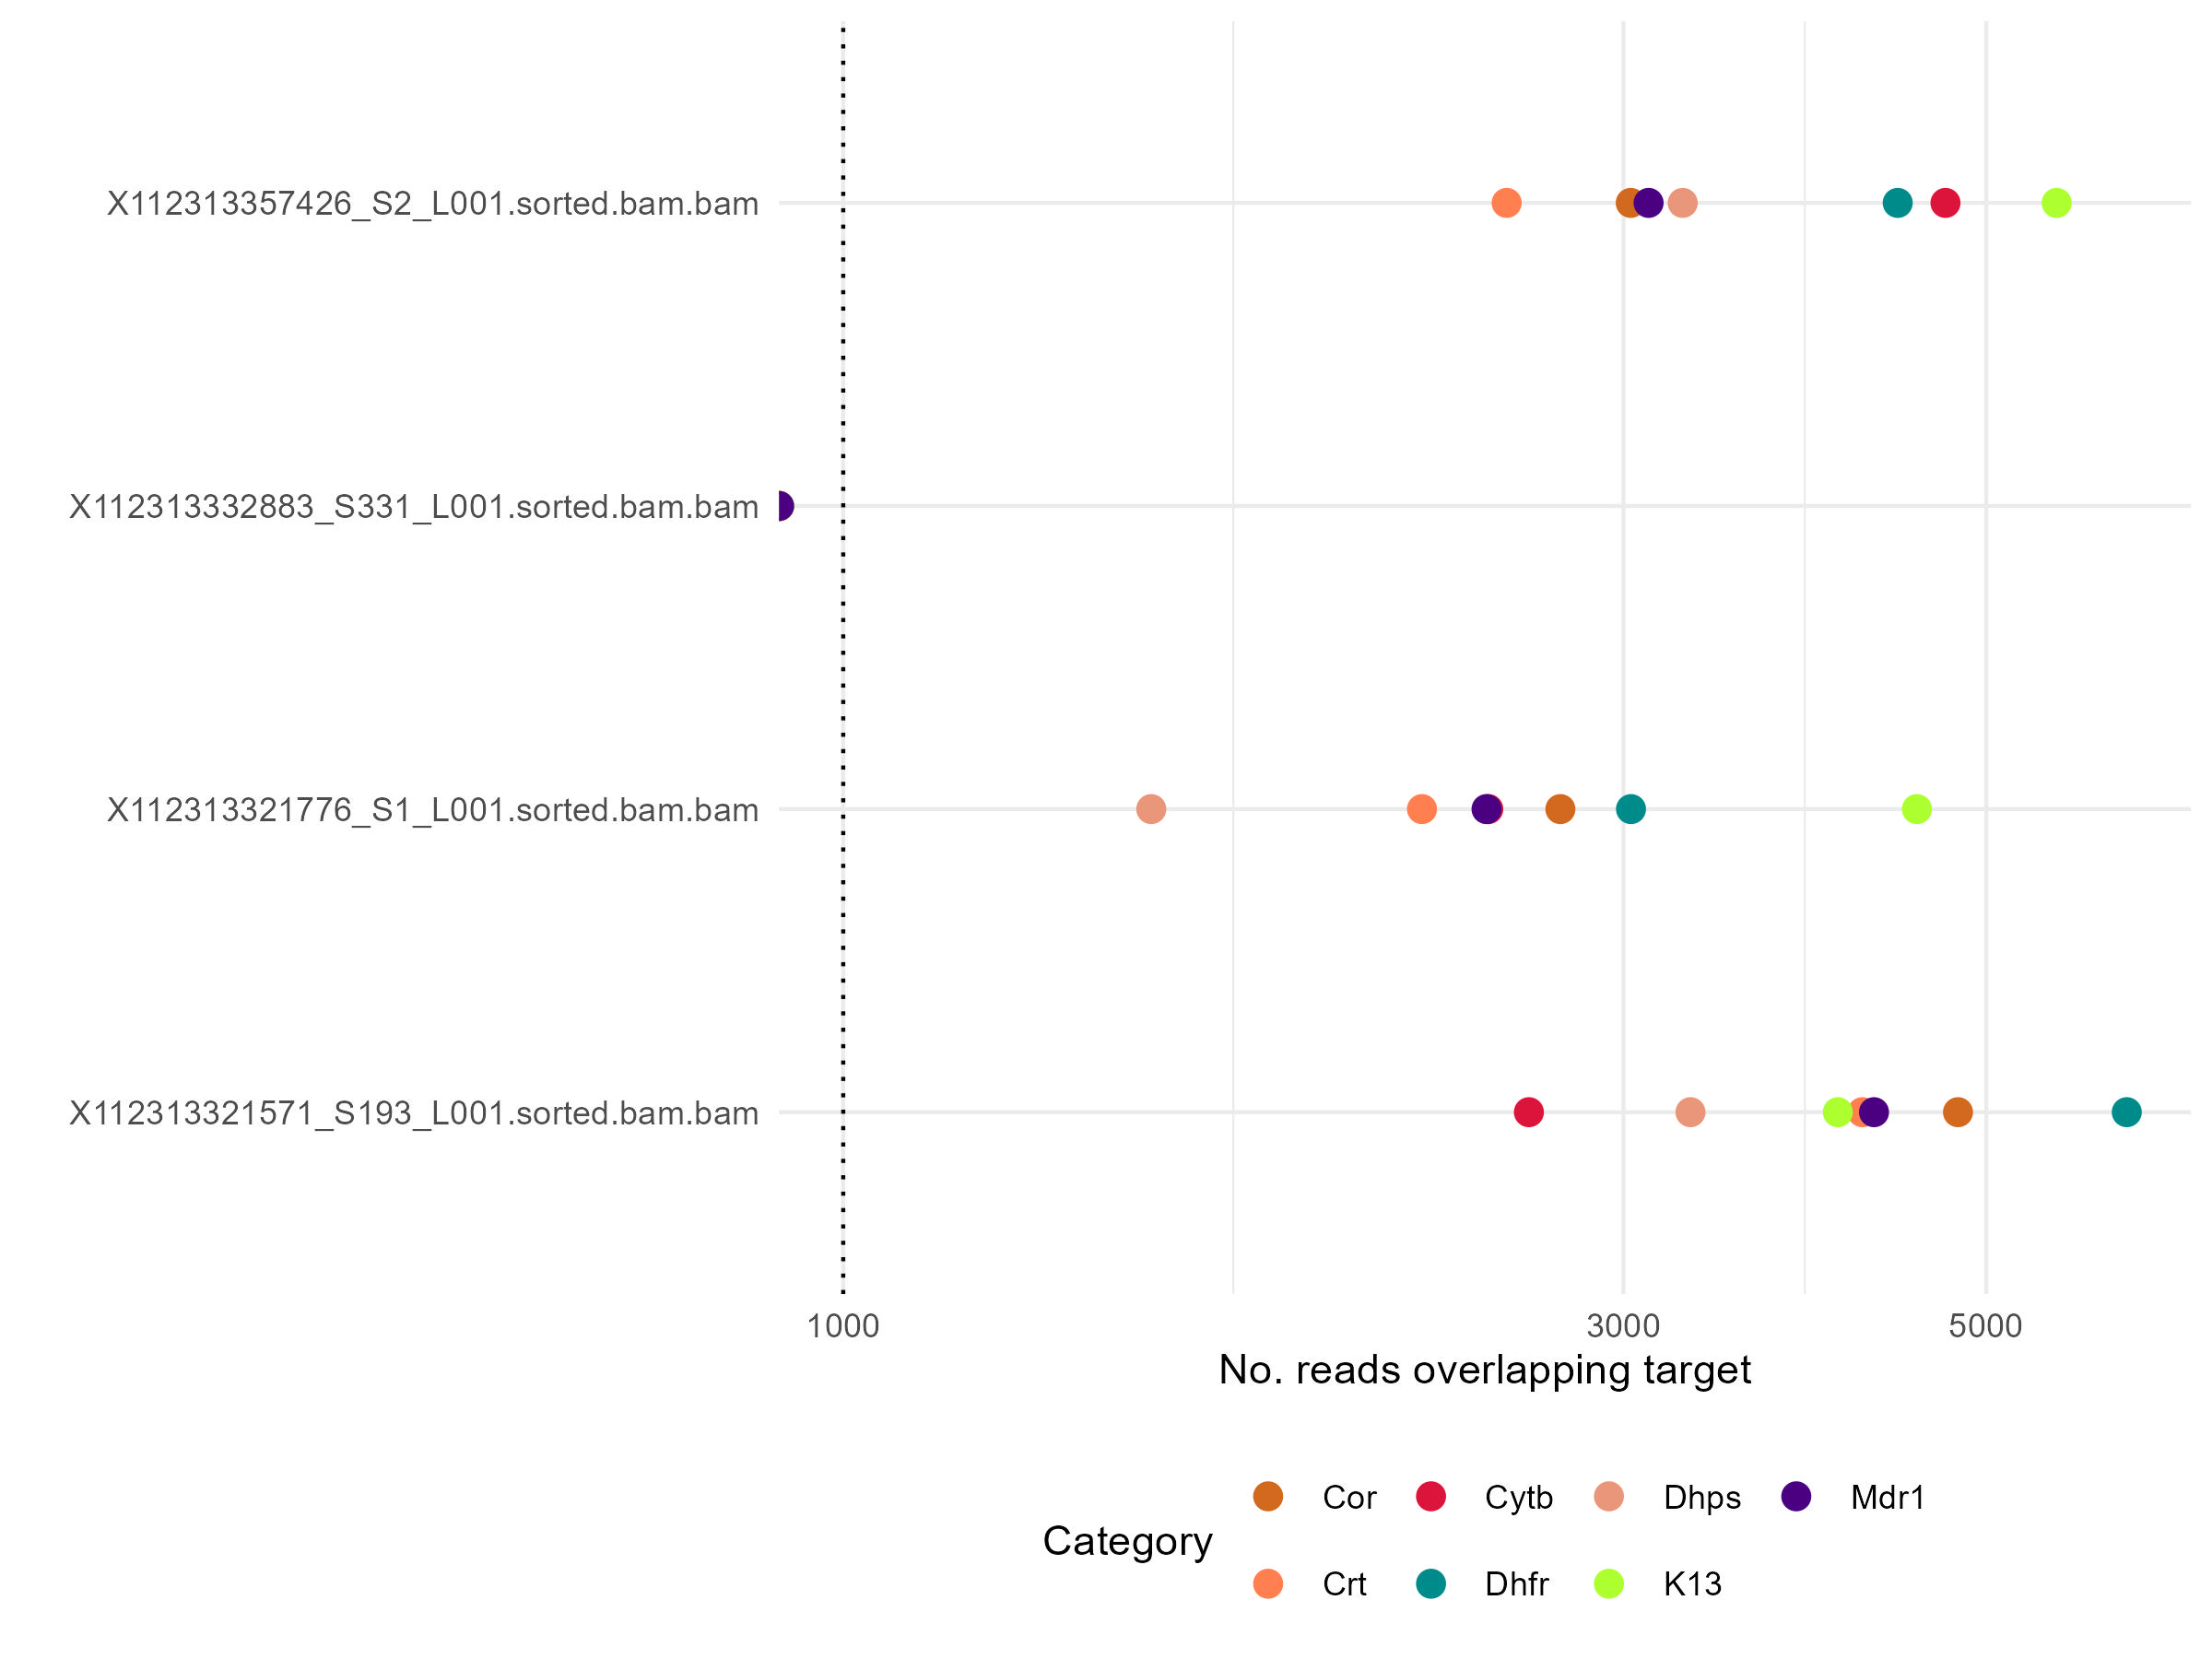 X112313357426_S2_L001.sorted.bam.bam
X112313332883_S331_L001.sorted.bam.bam
X112313321776_S1_L001.sorted.bam.bam
X112313321571_S193_L001.sorted.bam.bam
1000 3000 5000
No. reads overlapping target
Category
Cor Cytb Dhps Mdr1
Crt Dhfr K13